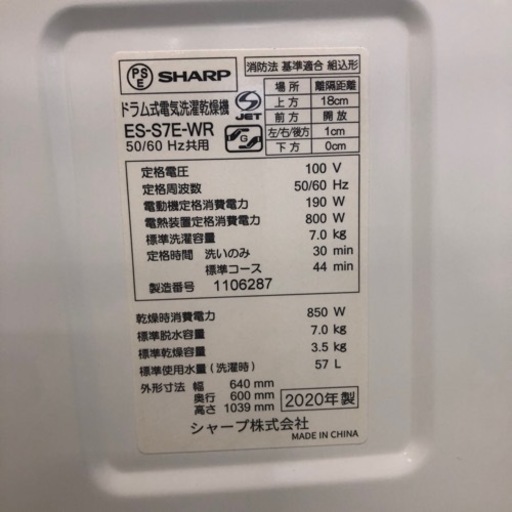 PSE SHARP
ドラム式電気洗濯乾燥機
ES-S7E-WR
50/60 Hz共用
JET
消防法 基準適合 組込形
場所 離隔距離
上方 18cm
前方 開放
左/右/後方 1cm
下方 0cm
定格電圧 100 V
定格周波数 50/60 Hz
電動機定格消費電力 190 W
電熱装置定格消費電力 800 W
標準洗濯容量 7.0 kg
定格時間 洗いのみ 30 min
標準コース 44 min
製造番号 1106287
乾燥時消費電力 850 W
標準脱水容量 7.0 kg
標準乾燥容量 3.5 kg
標準使用水量(洗濯時) 57 L
外形寸法 幅 640 mm
奥行 600 mm
高さ 1039 mm
2020年製
シャープ株式会社
MADE IN CHINA